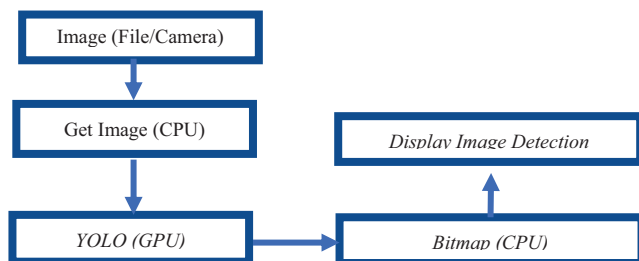 Image (File/Camera)
Get Image (CPU)
YOLO (GPU)
Bitmap (CPU)
Display Image Detection